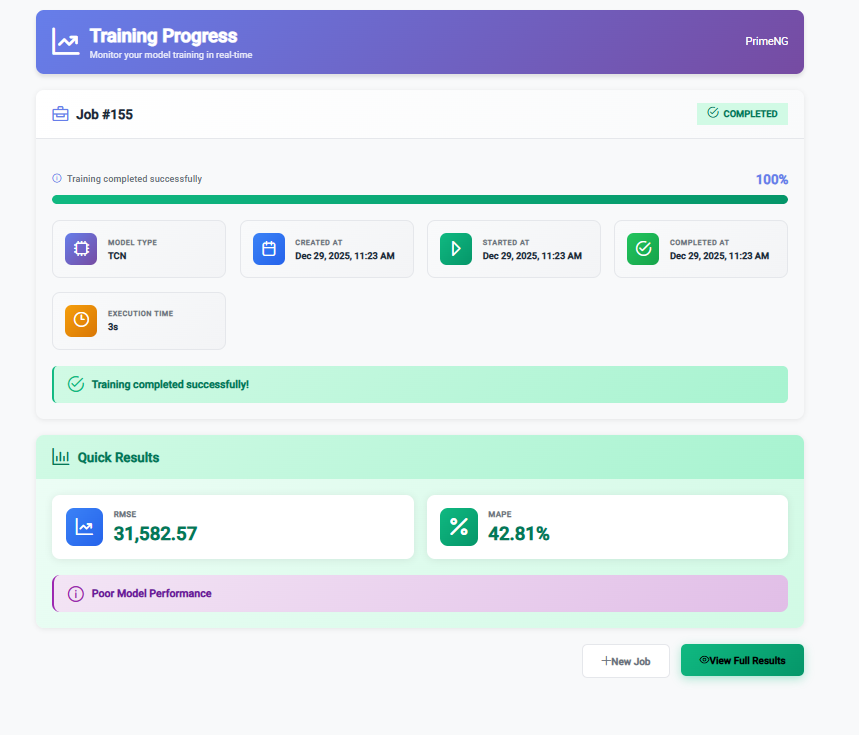 Training Progress
Monitor your model training in real-time
PrimeNG
Job #155
COMPLETED
Training completed successfully
100%
MODEL TYPE
TCN
CREATED AT
Dec 29, 2025, 11:23 AM
STARTED AT
Dec 29, 2025, 11:23 AM
COMPLETED AT
Dec 29, 2025, 11:23 AM
EXECUTION TIME
3s
Training completed successfully!
Quick Results
RMSE
31,582.57
MAPE
42.81%
Poor Model Performance
New Job
View Full Results